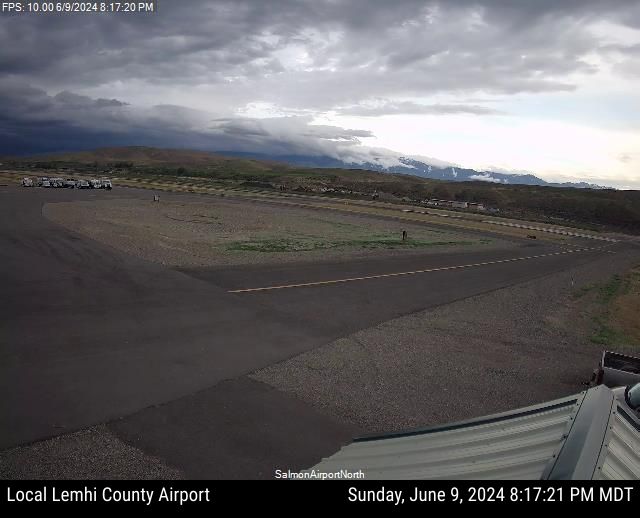 FPS: 10.00 6/9/2024 8:17:20 PM
SalmonAirportNorth
Local Lemhi County Airport
Sunday, June 9, 2024 8:17:21 PM MDT